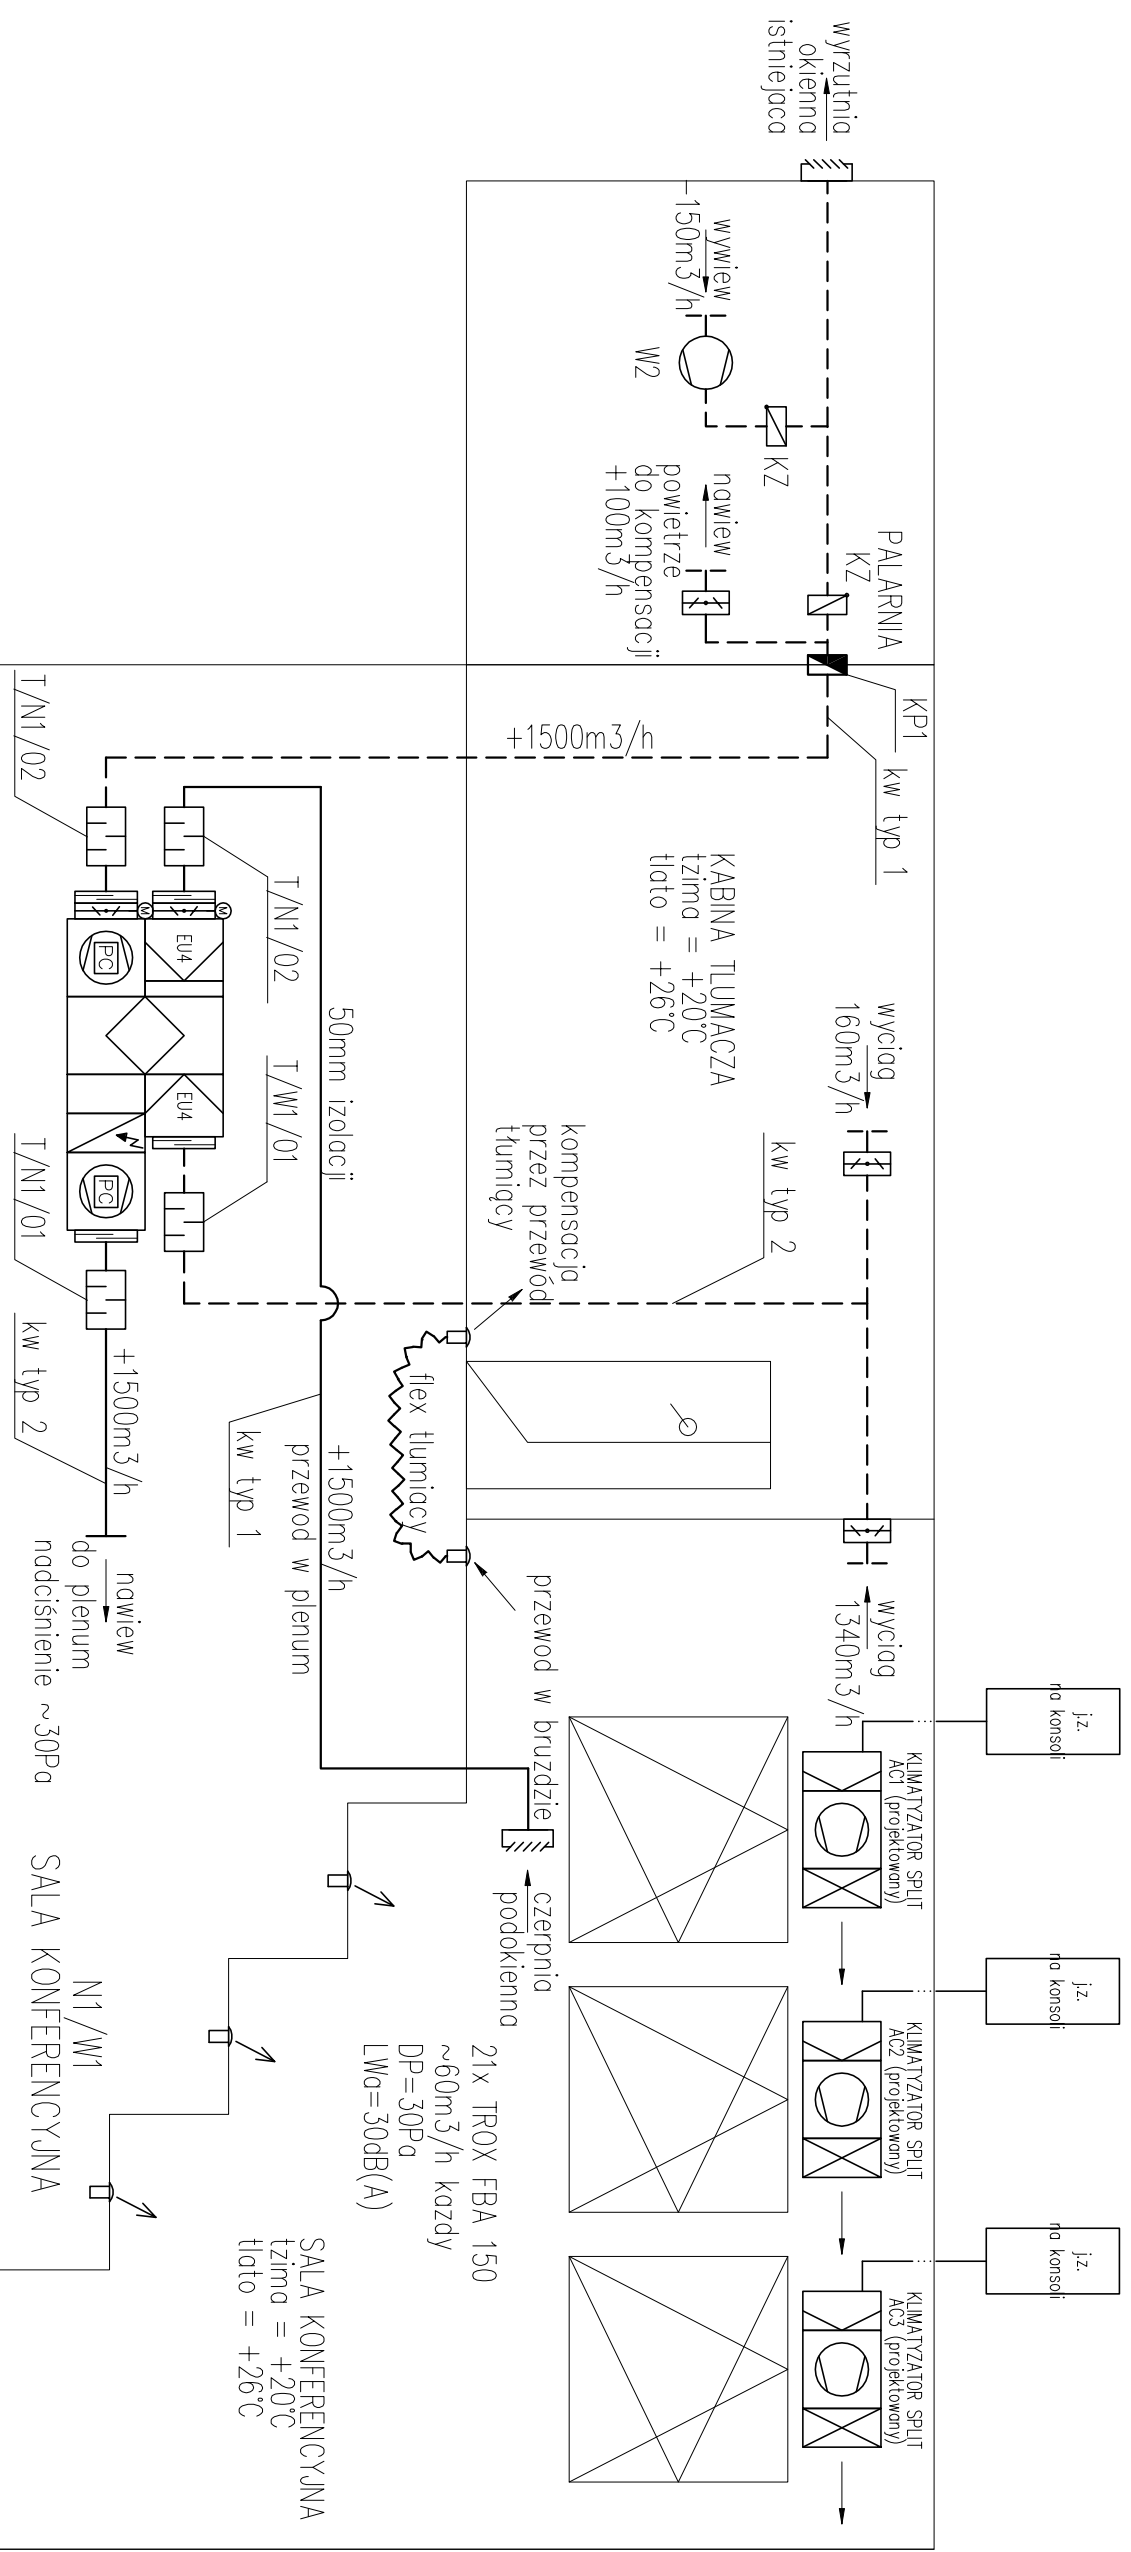 wyrzutnia
okienna
istniejaca
wywiew
150m3/h
W2
KZ
nawiew
powietrze
do kompensacji
+100m3/h
PALARNIA
KZ
KP1
kw typ 1
+1500m3/h
T/N1/02
T/N1/02
EU4
PC
M
M
EU4
PC
T/W1/01
T/N1/01
50mm izolacji
KABINA TLUMACZA
tzima = +20°C
tlato = +26°C
wyciąg
160m3/h
kw typ 2
kompensacja
przez przewód
tłumiący
flex tlumiacy
kw typ 2
+1500m3/h
nawiew
do plenum
nadciśnienie ~30Pa
kw typ 1
+1500m3/h
przewod w plenum
przewod w bruzdzie
wyciąg
1340m3/h
czerpnia
podokienna
j.z.
na konsoli
KLIMATYZATOR SPLIT
AC1 (projektowany)
j.z.
na konsoli
KLIMATYZATOR SPLIT
AC2 (projektowany)
j.z.
na konsoli
KLIMATYZATOR SPLIT
AC3 (projektowany)
21x TROX FBA 150
~60m3/h kazdy
DP=30Pa
LWa=30dB(A)
SALA KONFERENCYJNA
tzima = +20°C
tlato = +26°C
N1/W1
SALA KONFERENCYJNA